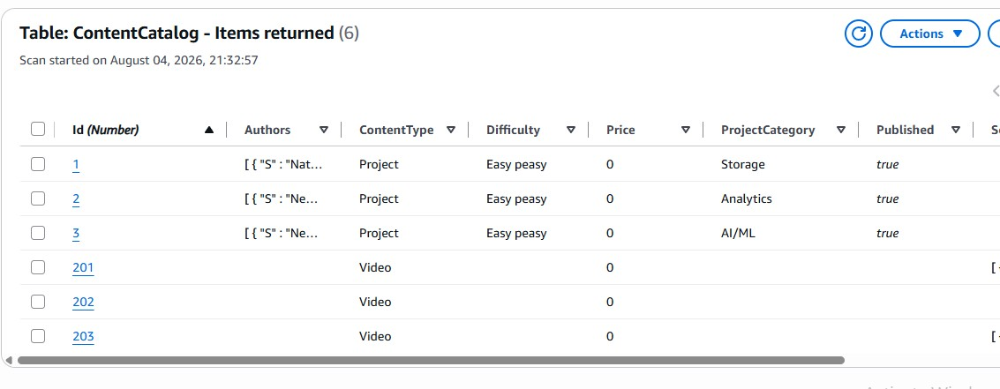 Table: ContentCatalog - Items returned (6)
Actions
Scan started on August 04, 2026, 21:32:57
Id (Number) Authors ContentType Difficulty Price ProjectCategory Published
1 [ { "S" : "Nat... Project Easy peasy 0 Storage true
2 [ { "S" : "Ne... Project Easy peasy 0 Analytics true
3 [ { "S" : "Ne... Project Easy peasy 0 AI/ML true
201 Video 0 [
202 Video 0
203 Video 0 [